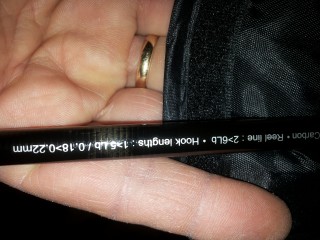 Carbon • Reel line : 2>6Lb • Hook lengths : 1>5Lb / 0.18>0.22mm